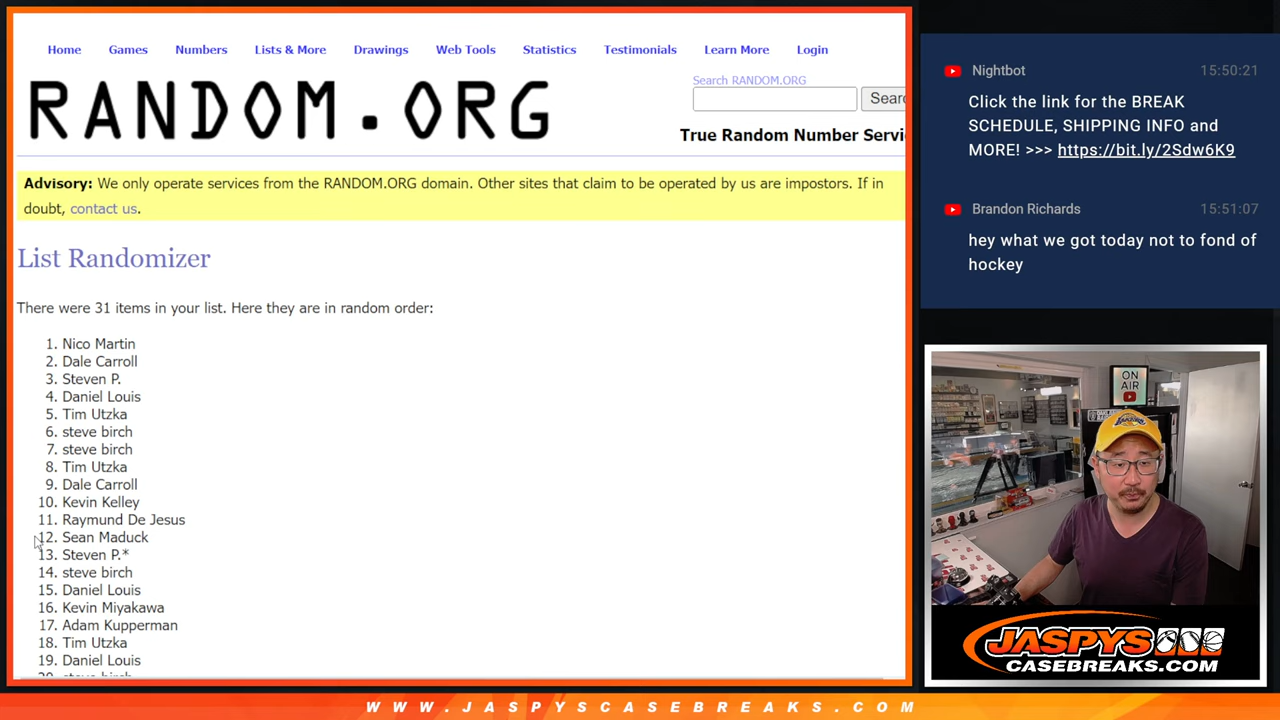 Home Games Numbers Lists & More Drawings Web Tools Statistics Testimonials Learn More Login
RANDOM.ORG
Search RANDOM.ORG
Searc
True Random Number Servi
Advisory: We only operate services from the RANDOM.ORG domain. Other sites that claim to be operated by us are impostors. If in
doubt, contact us.
List Randomizer
There were 31 items in your list. Here they are in random order:
1. Nico Martin
2. Dale Carroll
3. Steven P.
4. Daniel Louis
5. Tim Utzka
6. steve birch
7. steve birch
8. Tim Utzka
9. Dale Carroll
10. Kevin Kelley
11. Raymund De Jesus
12. Sean Maduck
13. Steven P.*
14. steve birch
15. Daniel Louis
16. Kevin Miyakawa
17. Adam Kupperman
18. Tim Utzka
19. Daniel Louis
20. steve birch
Nightbot 15:50:21
Click the link for the BREAK
SCHEDULE, SHIPPING INFO and
MORE! >>> https://bit.ly/2Sdw6K9
Brandon Richards 15:51:07
hey what we got today not to fond of
hockey
ON
AIR
JASPYS
CASEBREAKS.COM
WWW.JASPYSCASEBREAKS.COM